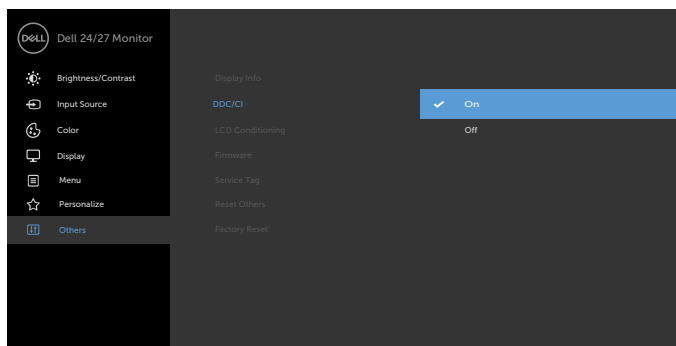 DELL
Dell 24/27 Monitor
Brightness/Contrast
Input Source
Color
Display
Menu
Personalize
Others
Display Info
DDC/CI
LCD Conditioning
Firmware
Service Tag
Reset Others
Factory Reset
On
Off